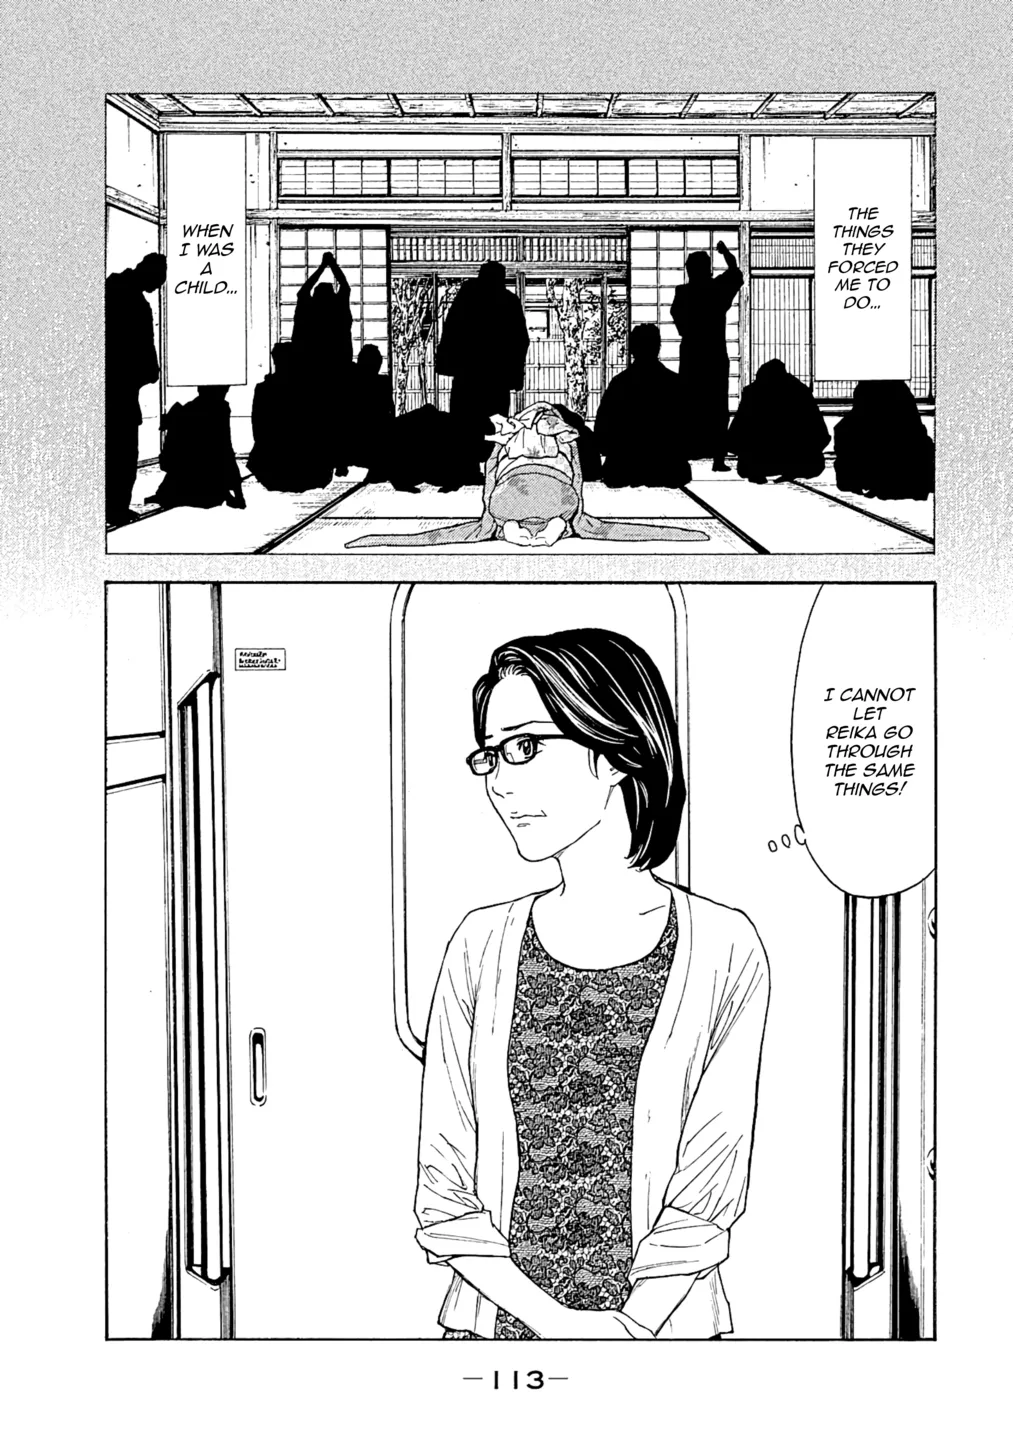 THE
THINGS
THEY
FORCED
ME TO
DO...
WHEN
I WAS
A
CHILD...
I CANNOT
LET
REIKA GO
THROUGH
THE SAME
THINGS!
–113–